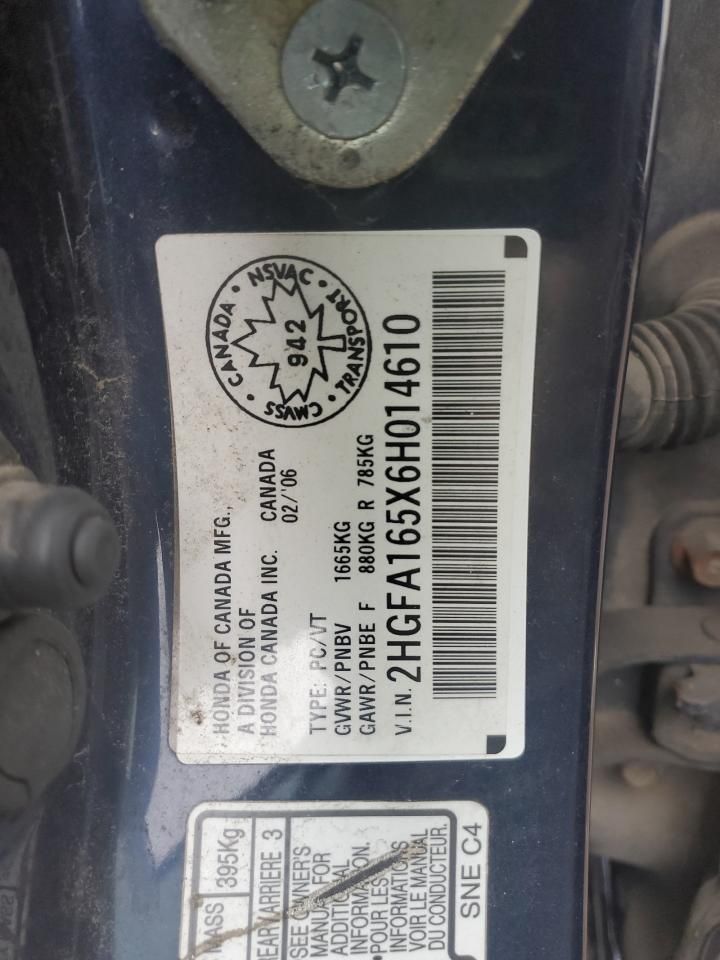 HONDA OF CANADA MFG.,
A DIVISION OF
HONDA CANADA INC. CANADA
02/'06
TYPE: PC/VT
GVWR/PNBV 1665KG
GAWR/PNBE F 880KG R 785KG
V.I.N. 2HGFA165X6H014610
CANADA • NSVAC • TRANSPORT • CMVSS •
942
MASS 395Kg
REAR/ARRIERE 3
SEE OWNER'S
MANUAL FOR
ADDITIONAL
INFORMATION.
•POUR LES
INFORMATIONS
VOIR LE MANUAL
DU CONDUCTEUR.
SNE C4